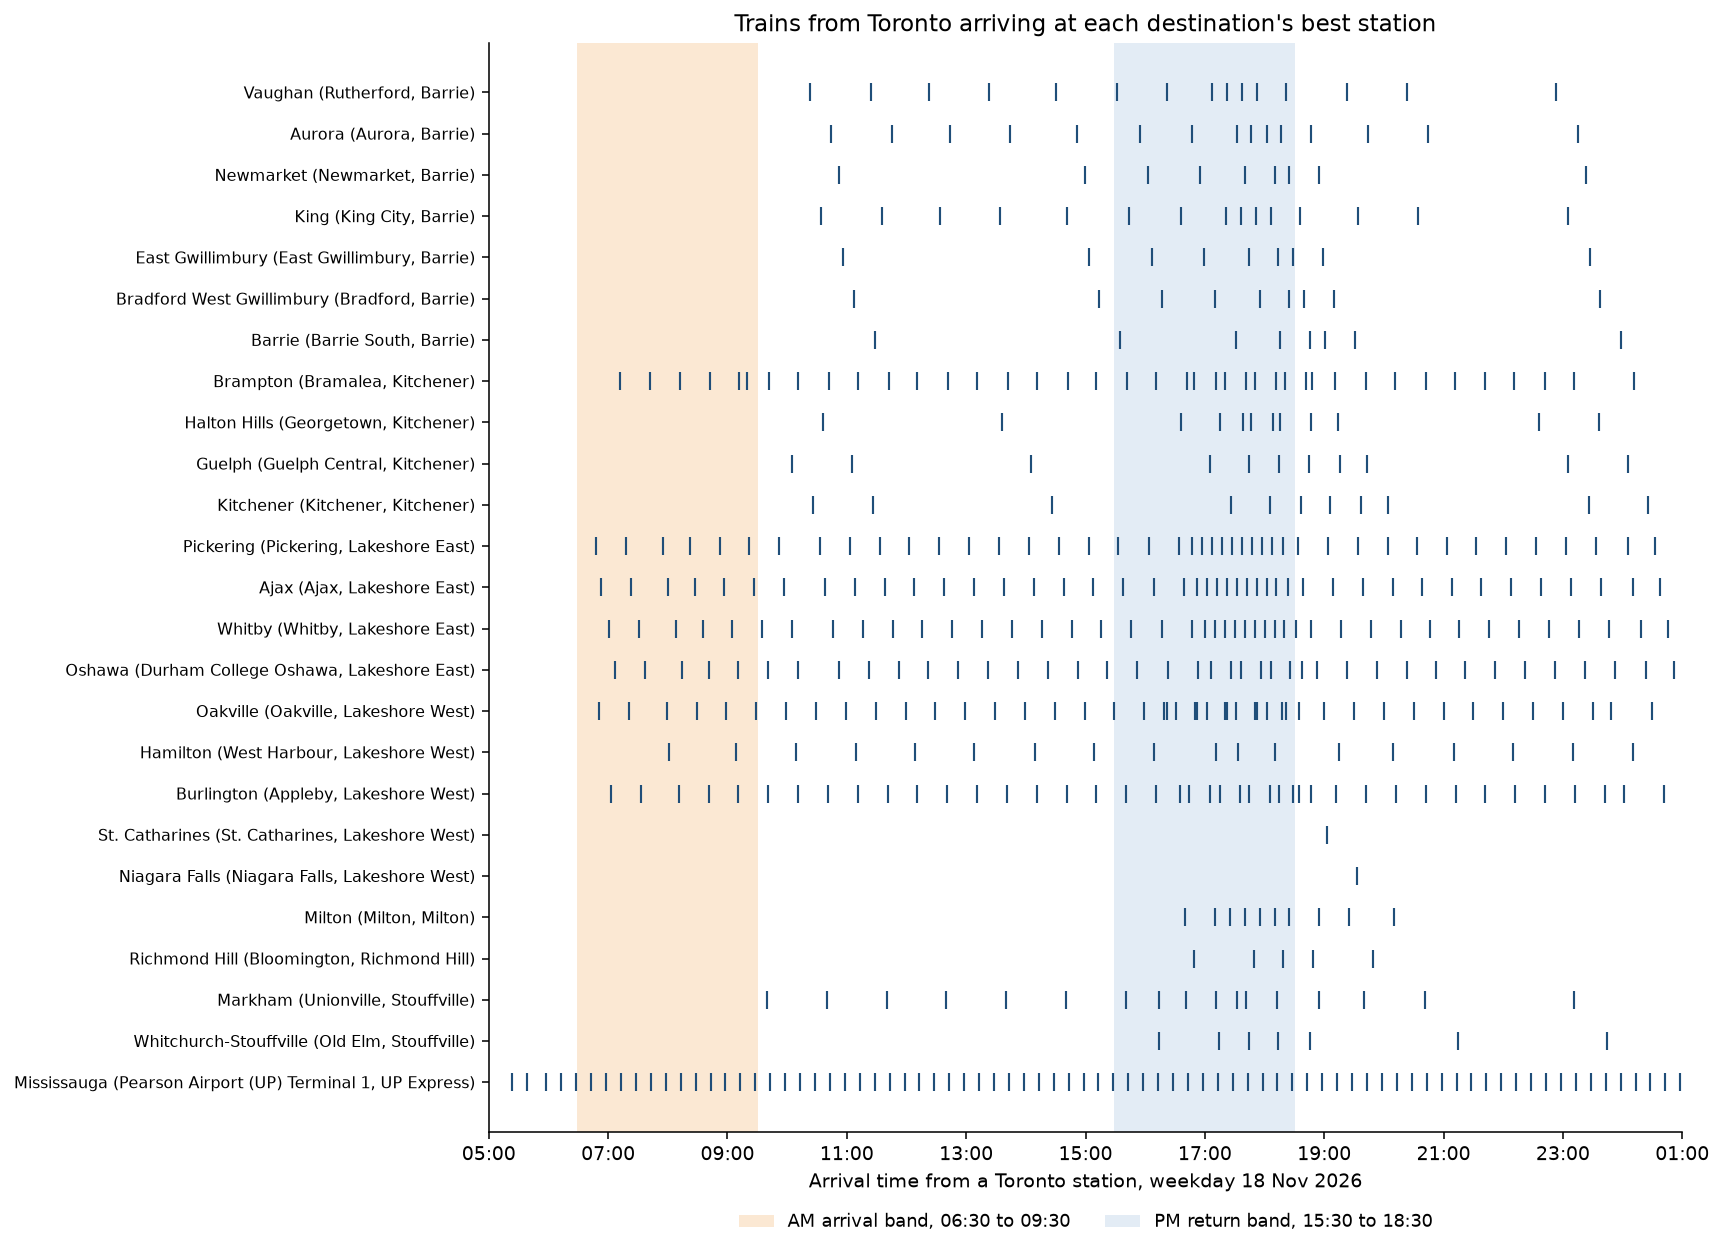 Trains from Toronto arriving at each destination's best station
Vaughan (Rutherford, Barrie)
Aurora (Aurora, Barrie)
Newmarket (Newmarket, Barrie)
King (King City, Barrie)
East Gwillimbury (East Gwillimbury, Barrie)
Bradford West Gwillimbury (Bradford, Barrie)
Barrie (Barrie South, Barrie)
Brampton (Bramalea, Kitchener)
Halton Hills (Georgetown, Kitchener)
Guelph (Guelph Central, Kitchener)
Kitchener (Kitchener, Kitchener)
Pickering (Pickering, Lakeshore East)
Ajax (Ajax, Lakeshore East)
Whitby (Whitby, Lakeshore East)
Oshawa (Durham College Oshawa, Lakeshore East)
Oakville (Oakville, Lakeshore West)
Hamilton (West Harbour, Lakeshore West)
Burlington (Appleby, Lakeshore West)
St. Catharines (St. Catharines, Lakeshore West)
Niagara Falls (Niagara Falls, Lakeshore West)
Milton (Milton, Milton)
Richmond Hill (Bloomington, Richmond Hill)
Markham (Unionville, Stouffville)
Whitchurch-Stouffville (Old Elm, Stouffville)
Mississauga (Pearson Airport (UP) Terminal 1, UP Express)
05:00 07:00 09:00 11:00 13:00 15:00 17:00 19:00 21:00 23:00 01:00
Arrival time from a Toronto station, weekday 18 Nov 2026
AM arrival band, 06:30 to 09:30 PM return band, 15:30 to 18:30